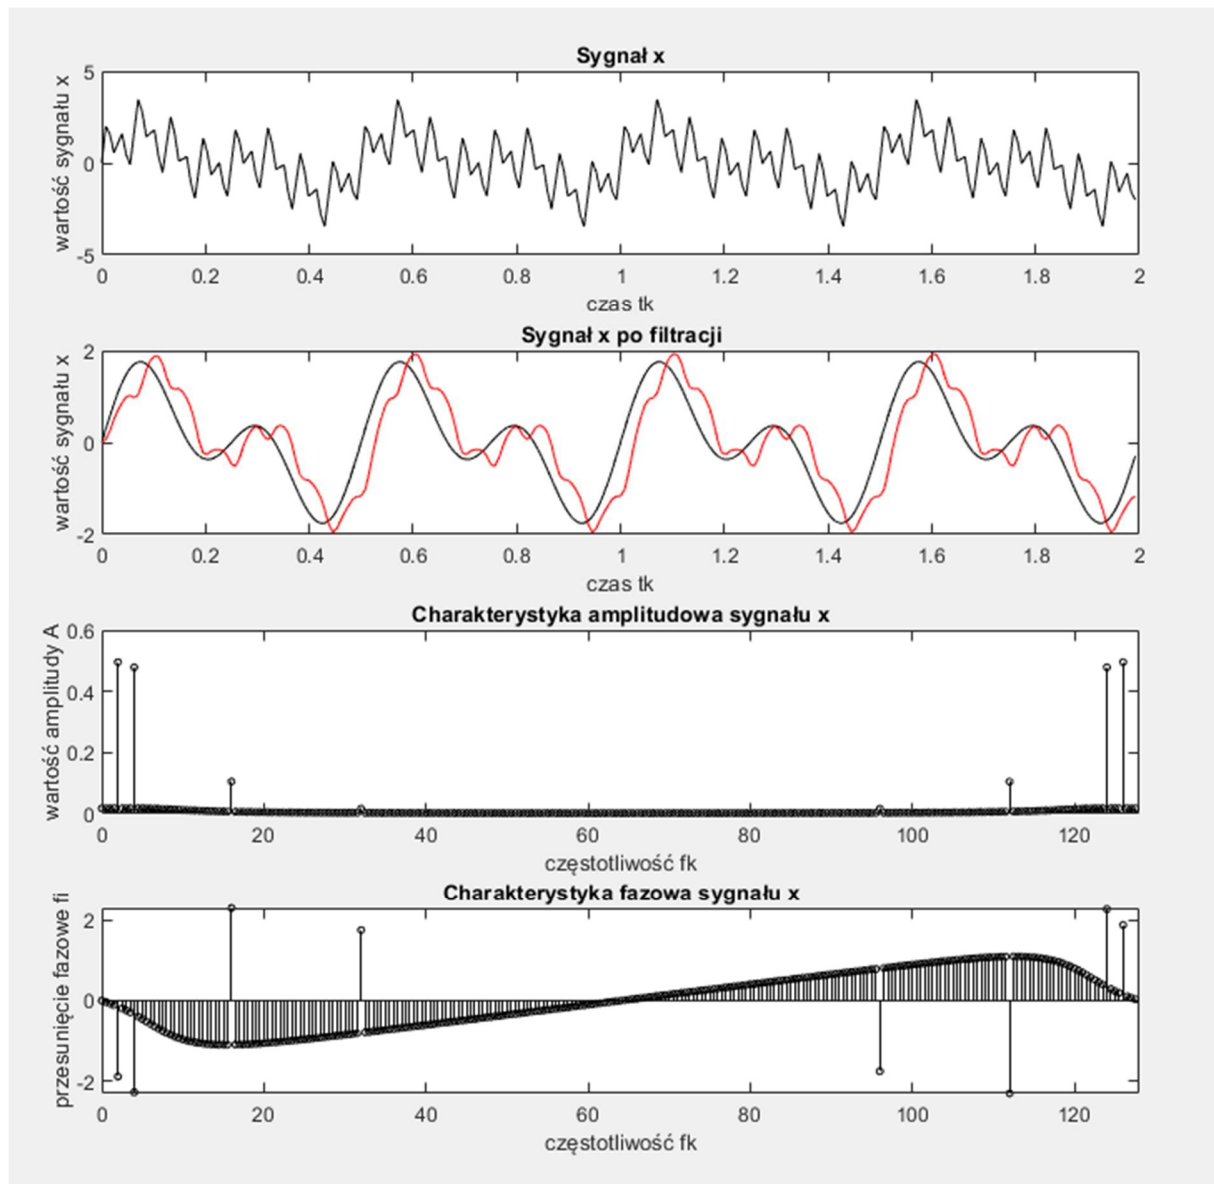 Sygnał x
wartość sygnału x
5
0
-5
0 0.2 0.4 0.6 0.8 1 1.2 1.4 1.6 1.8 2
czas tk
Sygnał x po filtracji
wartość sygnału x
2
0
-2
0 0.2 0.4 0.6 0.8 1 1.2 1.4 1.6 1.8 2
czas tk
Charakterystyka amplitudowa sygnału x
wartość amplitudy A
0.6
0.4
0.2
0
0 20 40 60 80 100 120
częstotliwość fk
Charakterystyka fazowa sygnału x
przesunięcie fazowe fi
2
0
-2
0 20 40 60 80 100 120
częstotliwość fk